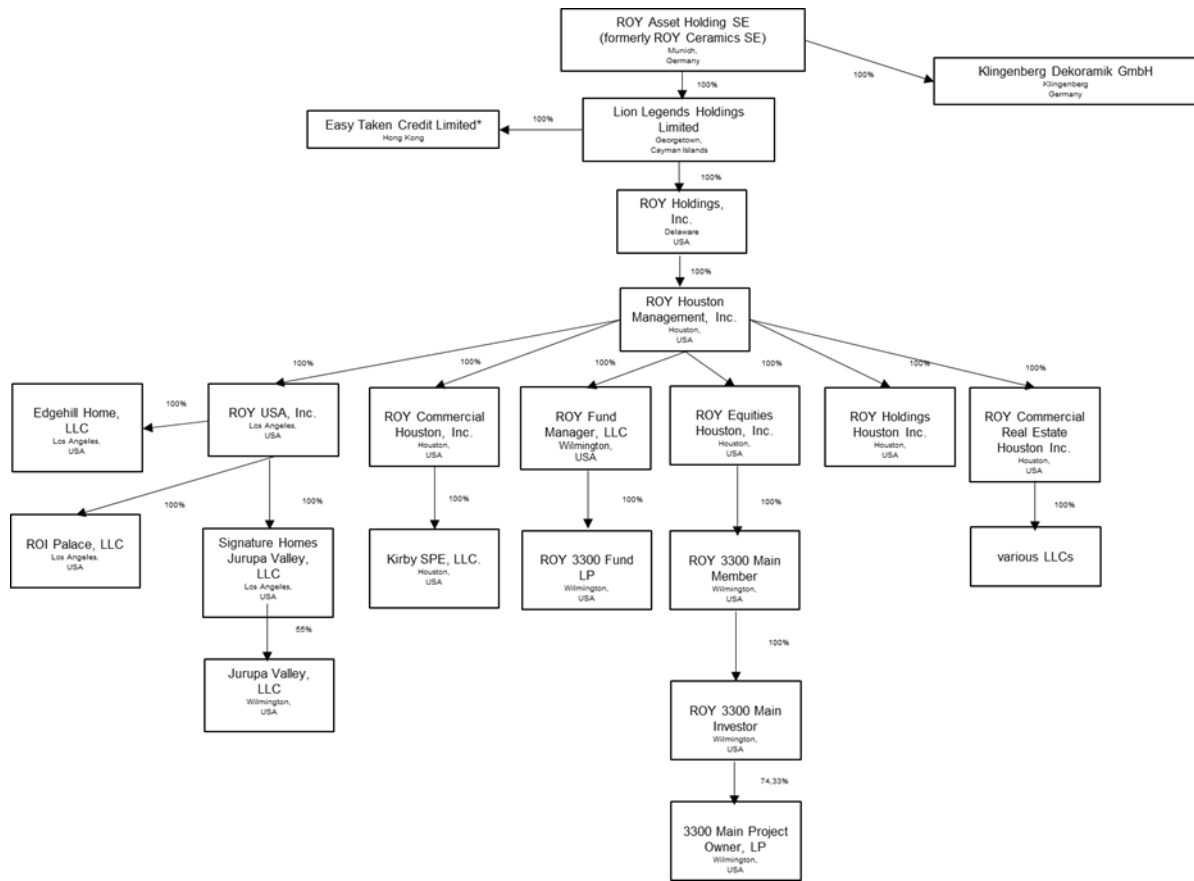 ROY Asset Holding SE
(formerly ROY Ceramics SE)
Munich,
Germany
100%
Klingenberg Dekoramik GmbH
Klingenberg
Germany
100%
Lion Legends Holdings
Limited
Georgetown,
Cayman Islands
100%
Easy Taken Credit Limited*
Hong Kong
100%
ROY Holdings,
Inc.
Delaware
USA
100%
ROY Houston
Management, Inc.
Houston,
USA
100%
100%
100%
100%
100%
100%
Edgehill Home,
LLC
Los Angeles,
USA
100%
ROY USA, Inc.
Los Angeles,
USA
ROY Commercial
Houston, Inc.
Houston,
USA
ROY Fund
Manager, LLC
Wilmington,
USA
ROY Equities
Houston, Inc.
Houston,
USA
ROY Holdings
Houston Inc.
Houston,
USA
ROY Commercial
Real Estate
Houston Inc.
Houston,
USA
100%
100%
100%
100%
100%
100%
ROI Palace, LLC
Los Angeles,
USA
Signature Homes
Jurupa Valley,
LLC
Los Angeles,
USA
Kirby SPE, LLC.
Houston,
USA
ROY 3300 Fund
LP
Wilmington,
USA
ROY 3300 Main
Member
Wilmington,
USA
various LLCs
55%
100%
Jurupa Valley,
LLC
Wilmington,
USA
ROY 3300 Main
Investor
Wilmington,
USA
74,33%
3300 Main Project
Owner, LP
Wilmington,
USA